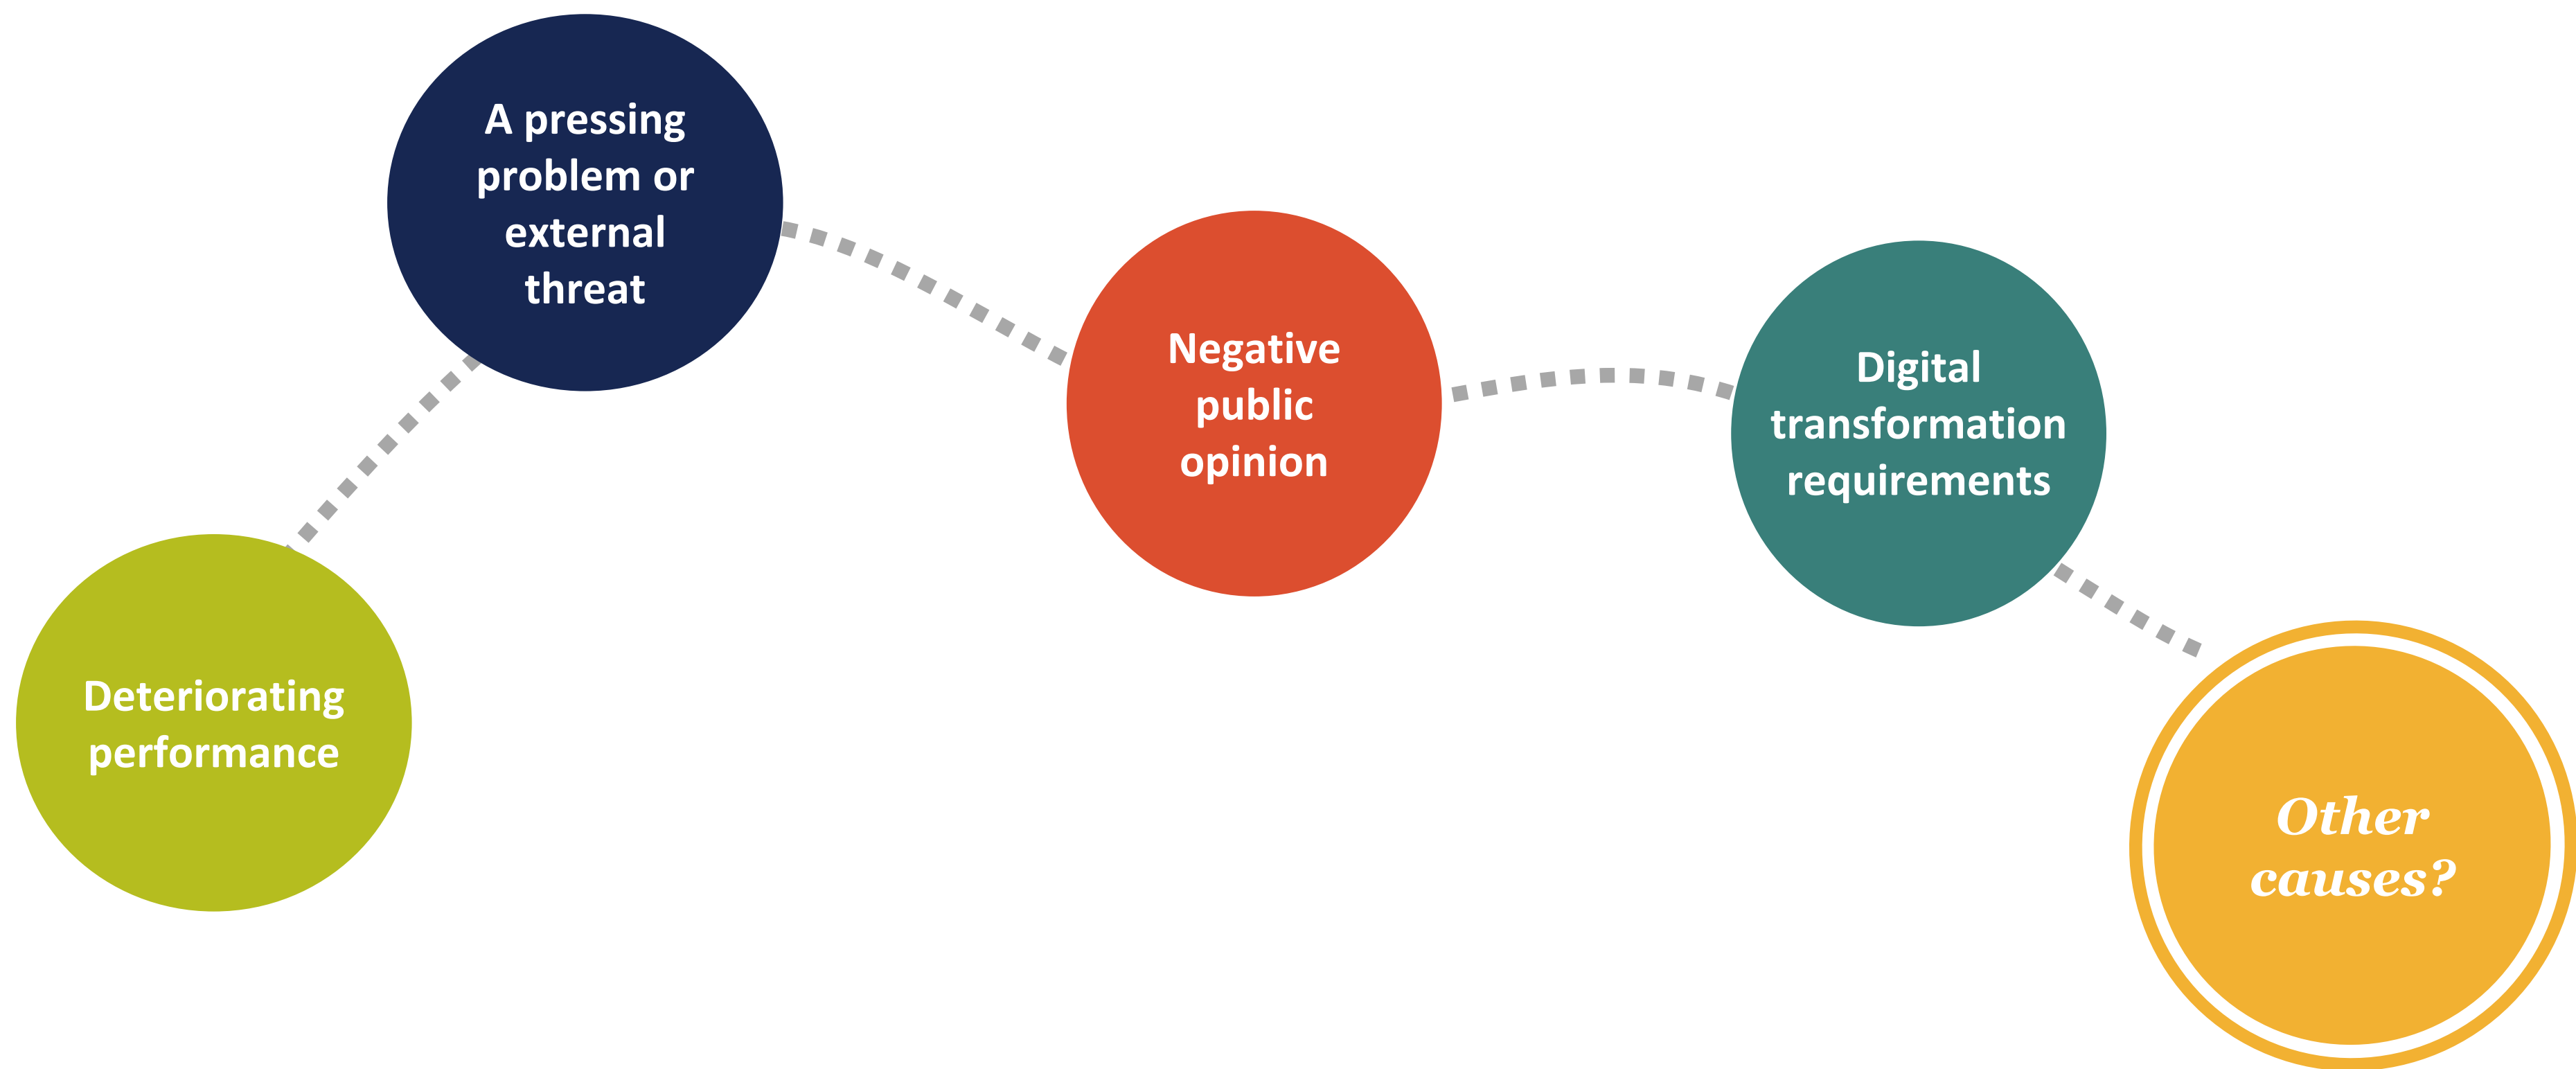 A pressing
problem or
external
threat
Negative
public
opinion
Digital
transformation
requirements
Deteriorating
performance
Other
causes?